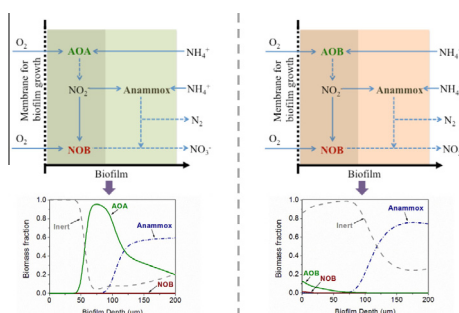 O2
AOA
NH4+
Membrane for
biofilm growth
NO2-
Anammox
NH4+
N2
O2
NOB
NO3-
Biofilm
Biomass fraction
1.0
0.8
0.6
0.4
0.2
0.0
Inert
AOA
Anammox
NOB
0
50
100
150
200
Biofilm Depth (um)
O2
AOB
NH4+
Membrane for
biofilm growth
NO2-
Anammox
NH4
N2
O2
NOB
NO3
Biofilm
Biomass fraction
1.0
0.8
0.6
0.4
0.2
0.0
Inert
Anammox
AOB
NOB
0
50
100
150
200
Biofilm Depth (um)